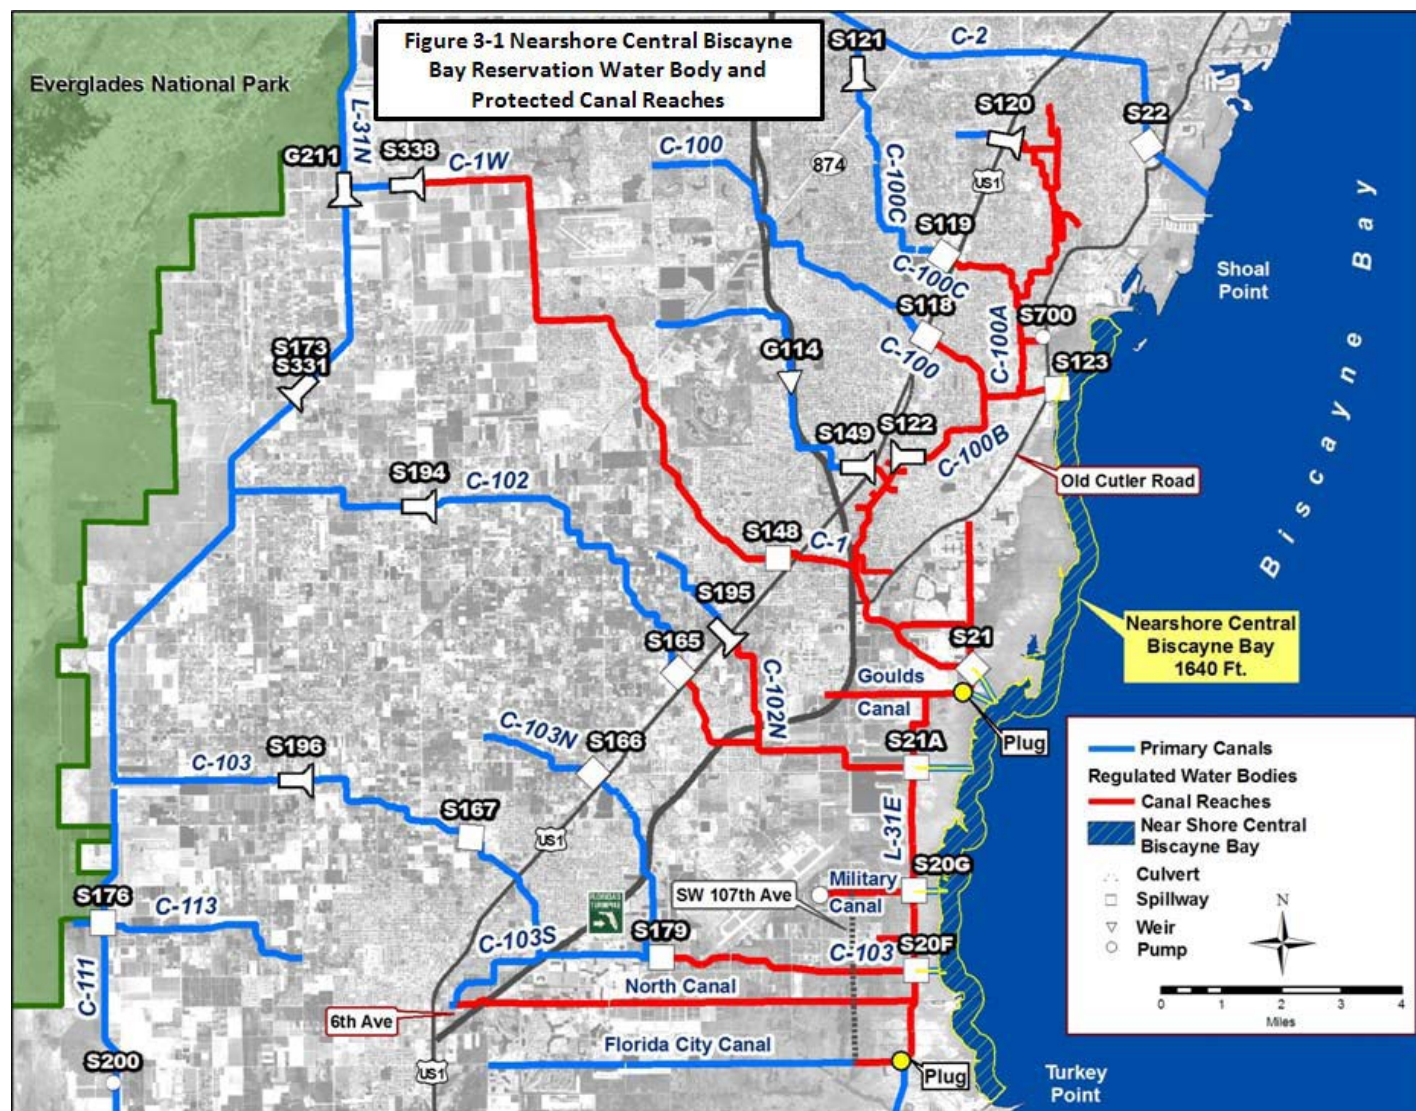 Figure 3-1 Nearshore Central Biscayne
Bay Reservation Water Body and
Protected Canal Reaches
Everglades National Park
L-31N
G211
S338
C-1W
C-100
874
S121
C-2
C-100C
S120
US1
S22
S119
C-100C
S118
C-100
C-100A
S700
S123
Shoal
Point
Biscayne Bay
S173
S331
G114
S149
S122
C-100B
Old Cutler Road
S194
C-102
S148
C-1
S195
S165
C-102N
S21
Goulds
Canal
Plug
Nearshore Central
Biscayne Bay
1640 Ft.
C-103N
S166
S21A
C-103
S196
S167
US1
L-31E
S20G
Military
Canal
SW 107th Ave
FLORIDA'S
TURNPIKE
S176
C-113
C-103S
S179
C-103
S20F
C-111
North Canal
6th Ave
Florida City Canal
S200
US1
Plug
Turkey
Point
Primary Canals
Regulated Water Bodies
Canal Reaches
Near Shore Central
Biscayne Bay
Culvert
Spillway
Weir
Pump
N
0 1 2 3 4
Miles